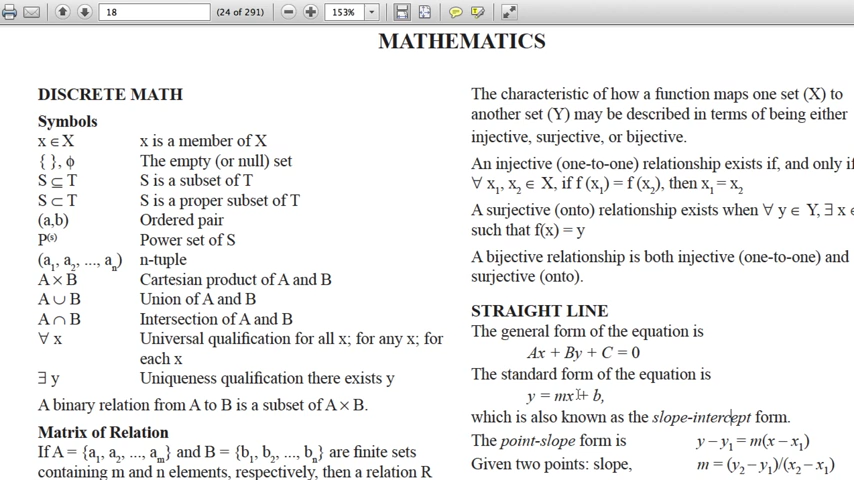 18 (24 of 291) 153%
MATHEMATICS
DISCRETE MATH
Symbols
x ∈ X x is a member of X
{ }, ϕ The empty (or null) set
S ⊆ T S is a subset of T
S ⊂ T S is a proper subset of T
(a,b) Ordered pair
P(s) Power set of S
(a1, a2, ..., an) n-tuple
A × B Cartesian product of A and B
A ∪ B Union of A and B
A ∩ B Intersection of A and B
∀ x Universal qualification for all x; for any x; for
each x
∃ y Uniqueness qualification there exists y
A binary relation from A to B is a subset of A × B.
Matrix of Relation
If A = {a1, a2, ..., am} and B = {b1, b2, ..., bn} are finite sets
containing m and n elements, respectively, then a relation R
The characteristic of how a function maps one set (X) to
another set (Y) may be described in terms of being either
injective, surjective, or bijective.
An injective (one-to-one) relationship exists if, and only if
∀ x1, x2 ∈ X, if f (x1) = f (x2), then x1 = x2
A surjective (onto) relationship exists when ∀ y ∈ Y, ∃ x ∈
such that f(x) = y
A bijective relationship is both injective (one-to-one) and
surjective (onto).
STRAIGHT LINE
The general form of the equation is
Ax + By + C = 0
The standard form of the equation is
y = mx + b,
which is also known as the slope-intercept form.
The point-slope form is y – y1 = m(x – x1)
Given two points: slope, m = (y2 – y1)/(x2 – x1)